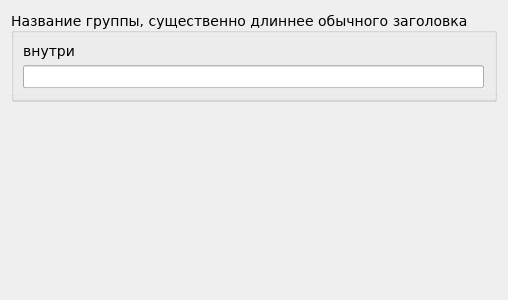 Название группы, существенно длиннее обычного заголовка
внутри